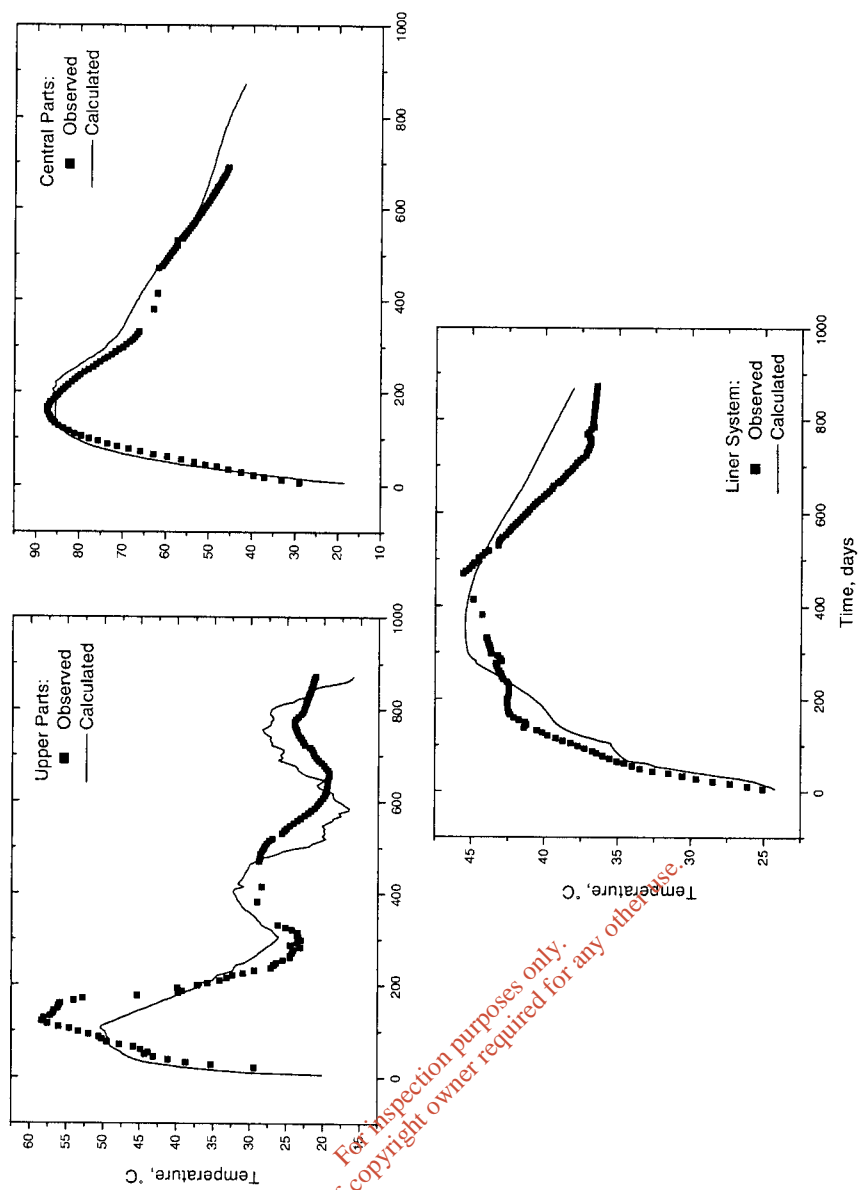 Temperature, °C
60
55
50
45
40
35
30
25
20
0
200
400
600
800
1000
Upper Parts:
Observed
Calculated
90
80
70
60
50
40
30
20
10
0
200
400
600
800
1000
Central Parts:
Observed
Calculated
Temperature, °C
45
40
35
30
25
0
200
400
600
800
1000
Liner System:
Observed
Calculated
Time, days
For inspection purposes only.
copyright owner required for any other use.